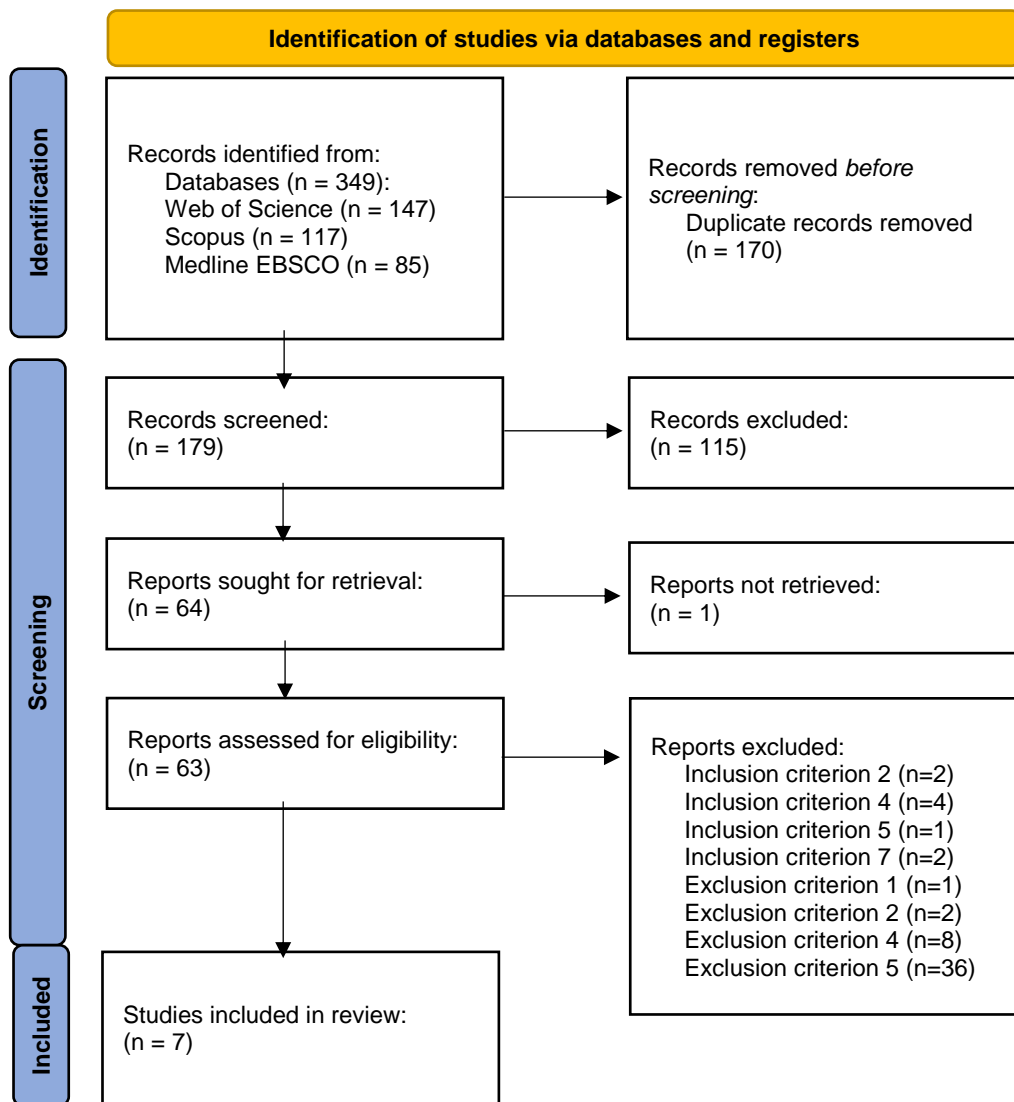 Identification of studies via databases and registers
Identification
Records identified from:
Databases (n = 349):
Web of Science (n = 147)
Scopus (n = 117)
Medline EBSCO (n = 85)
Records removed before
screening:
Duplicate records removed
(n = 170)
Screening
Records screened:
(n = 179)
Records excluded:
(n = 115)
Reports sought for retrieval:
(n = 64)
Reports not retrieved:
(n = 1)
Reports assessed for eligibility:
(n = 63)
Reports excluded:
Inclusion criterion 2 (n=2)
Inclusion criterion 4 (n=4)
Inclusion criterion 5 (n=1)
Inclusion criterion 7 (n=2)
Exclusion criterion 1 (n=1)
Exclusion criterion 2 (n=2)
Exclusion criterion 4 (n=8)
Exclusion criterion 5 (n=36)
Included
Studies included in review:
(n = 7)